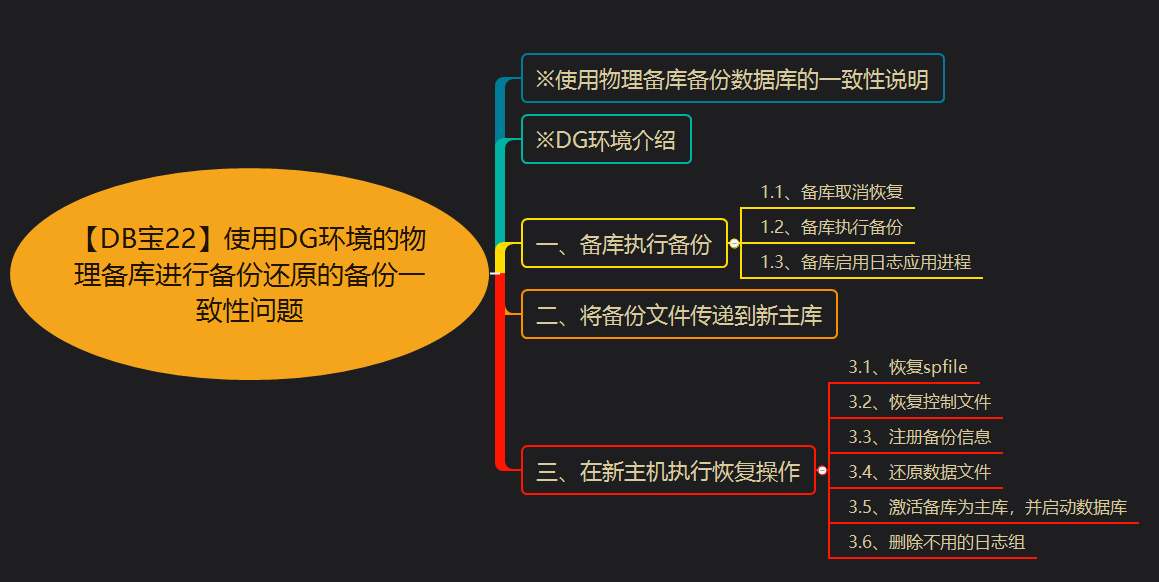 【DB宝22】使用DG环境的物
理备库进行备份还原的备份一
致性问题
※使用物理备库备份数据库的一致性说明
※DG环境介绍
一、备库执行备份
1.1、备库取消恢复
1.2、备库执行备份
1.3、备库启用日志应用进程
二、将备份文件传递到新主库
三、在新主机执行恢复操作
3.1、恢复spfile
3.2、恢复控制文件
3.3、注册备份信息
3.4、还原数据文件
3.5、激活备库为主库，并启动数据库
3.6、删除不用的日志组